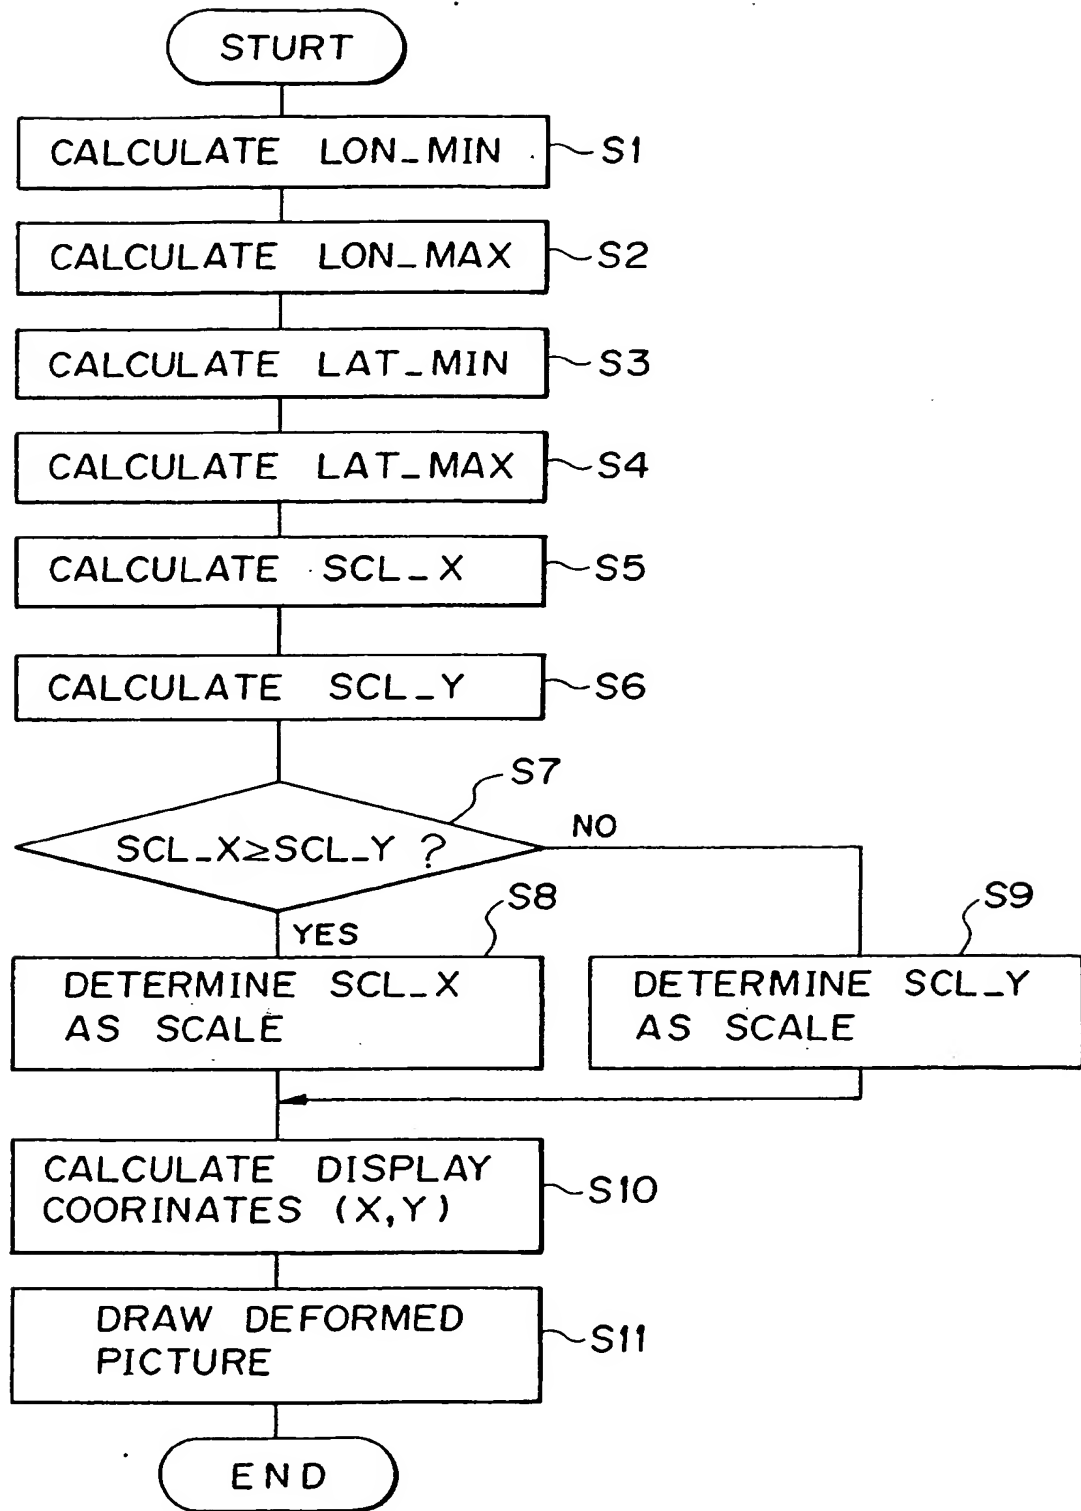 STURT
CALCULATE LON_MIN
S1
CALCULATE LON_MAX
S2
CALCULATE LAT_MIN
S3
CALCULATE LAT_MAX
S4
CALCULATE SCL_X
S5
CALCULATE SCL_Y
S6
S7
SCL_X≥SCL_Y ?
NO
YES
S8
DETERMINE SCL_X
AS SCALE
S9
DETERMINE SCL_Y
AS SCALE
CALCULATE DISPLAY
COORINATES (X,Y)
S10
DRAW DEFORMED
PICTURE
S11
END